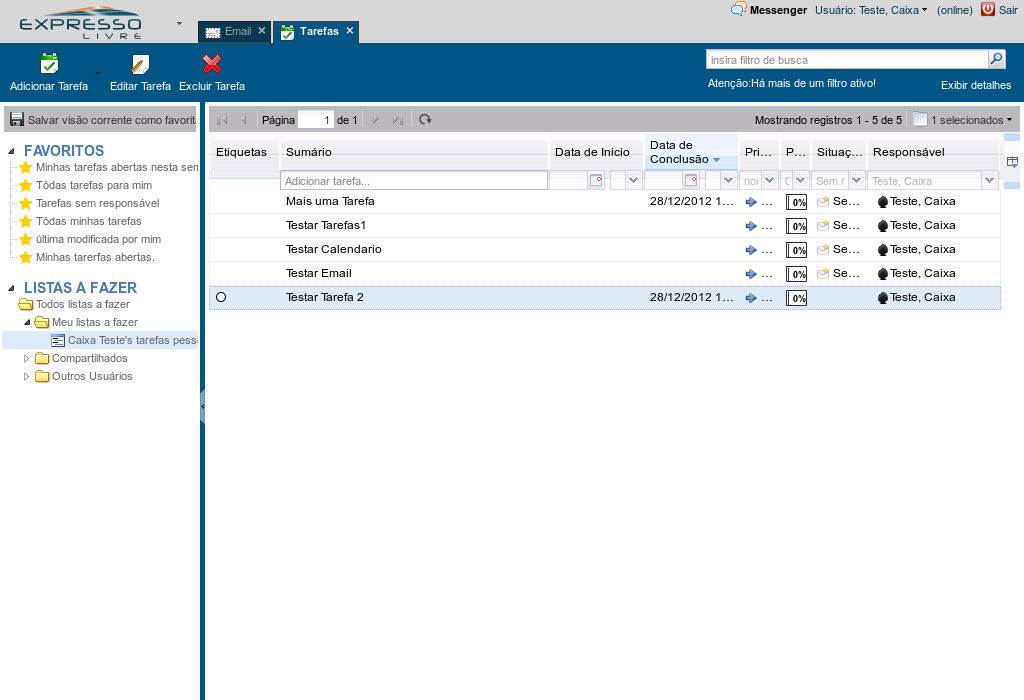 EXPRESSO
LIVRE
Email
Tarefas
Messenger
Usuário: Teste, Caixa
(online)
Sair
Adicionar Tarefa
Editar Tarefa
Excluir Tarefa
insira filtro de busca
Atenção:Há mais de um filtro ativo!
Exibir detalhes
Salvar visão corrente como favorit
FAVORITOS
Minhas tarefas abertas nesta sen
Tôdas tarefas para mim
Tarefas sem responsável
Tôdas minhas tarefas
última modificada por mim
Minhas tarerfas abertas.
LISTAS A FAZER
Todos listas a fazer
Meu listas a fazer
Caixa Teste's tarefas pess
Compartilhados
Outros Usuários
Página 1 de 1
Mostrando registros 1 - 5 de 5
1 selecionados
Etiquetas Sumário Data de Inicio Data de Conclusão Pri... P... Situaç... Responsável
Adicionar tarefa... nor Sem r Teste, Caixa
Mais uma Tarefa 28/12/2012 1... ... 0% Se... Teste, Caixa
Testar Tarefas1 ... 0% Se... Teste, Caixa
Testar Calendario ... 0% Se... Teste, Caixa
Testar Email ... 0% Se... Teste, Caixa
Testar Tarefa 2 28/12/2012 1... ... 0% Teste, Caixa